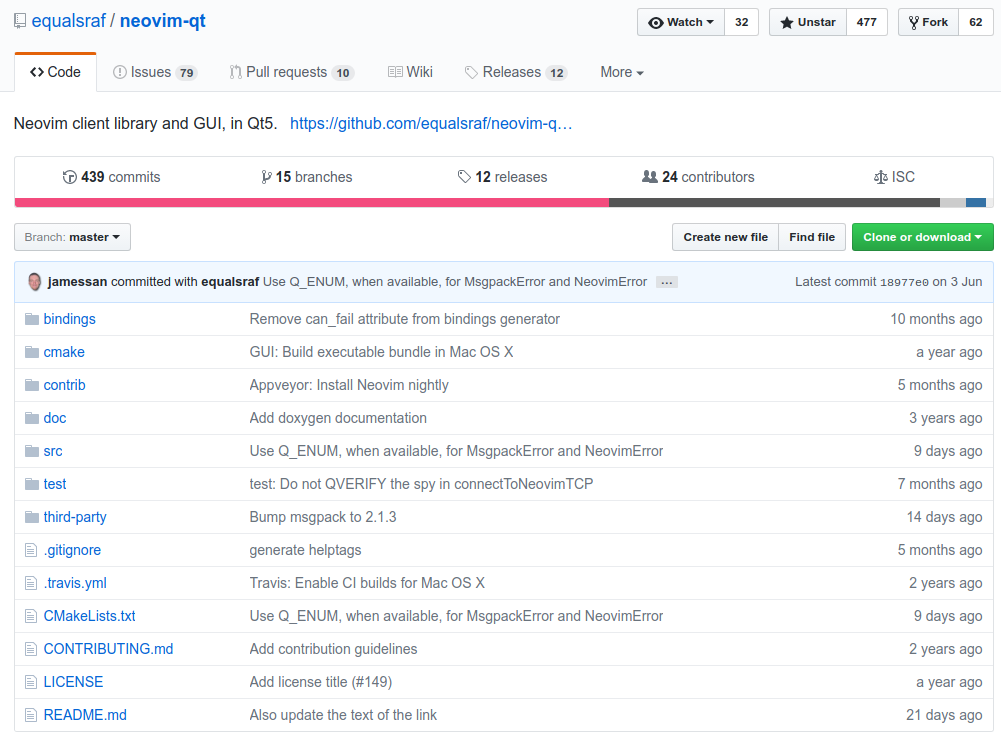 equalsraf / neovim-qt Watch 32 Unstar 477 Fork 62
Code Issues 79 Pull requests 10 Wiki Releases 12 More
Neovim client library and GUI, in Qt5. https://github.com/equalsraf/neovim-q…
439 commits 15 branches 12 releases 24 contributors ISC
Branch: master Create new file Find file Clone or download
jamessan committed with equalsraf Use Q_ENUM, when available, for MsgpackError and NeovimError … Latest commit 18977e0 on 3 Jun
bindings Remove can_fail attribute from bindings generator 10 months ago
cmake GUI: Build executable bundle in Mac OS X a year ago
contrib Appveyor: Install Neovim nightly 5 months ago
doc Add doxygen documentation 3 years ago
src Use Q_ENUM, when available, for MsgpackError and NeovimError 9 days ago
test test: Do not QVERIFY the spy in connectToNeovimTCP 7 months ago
third-party Bump msgpack to 2.1.3 14 days ago
.gitignore generate helptags 5 months ago
.travis.yml Travis: Enable CI builds for Mac OS X 2 years ago
CMakeLists.txt Use Q_ENUM, when available, for MsgpackError and NeovimError 9 days ago
CONTRIBUTING.md Add contribution guidelines 2 years ago
LICENSE Add license title (#149) a year ago
README.md Also update the text of the link 21 days ago